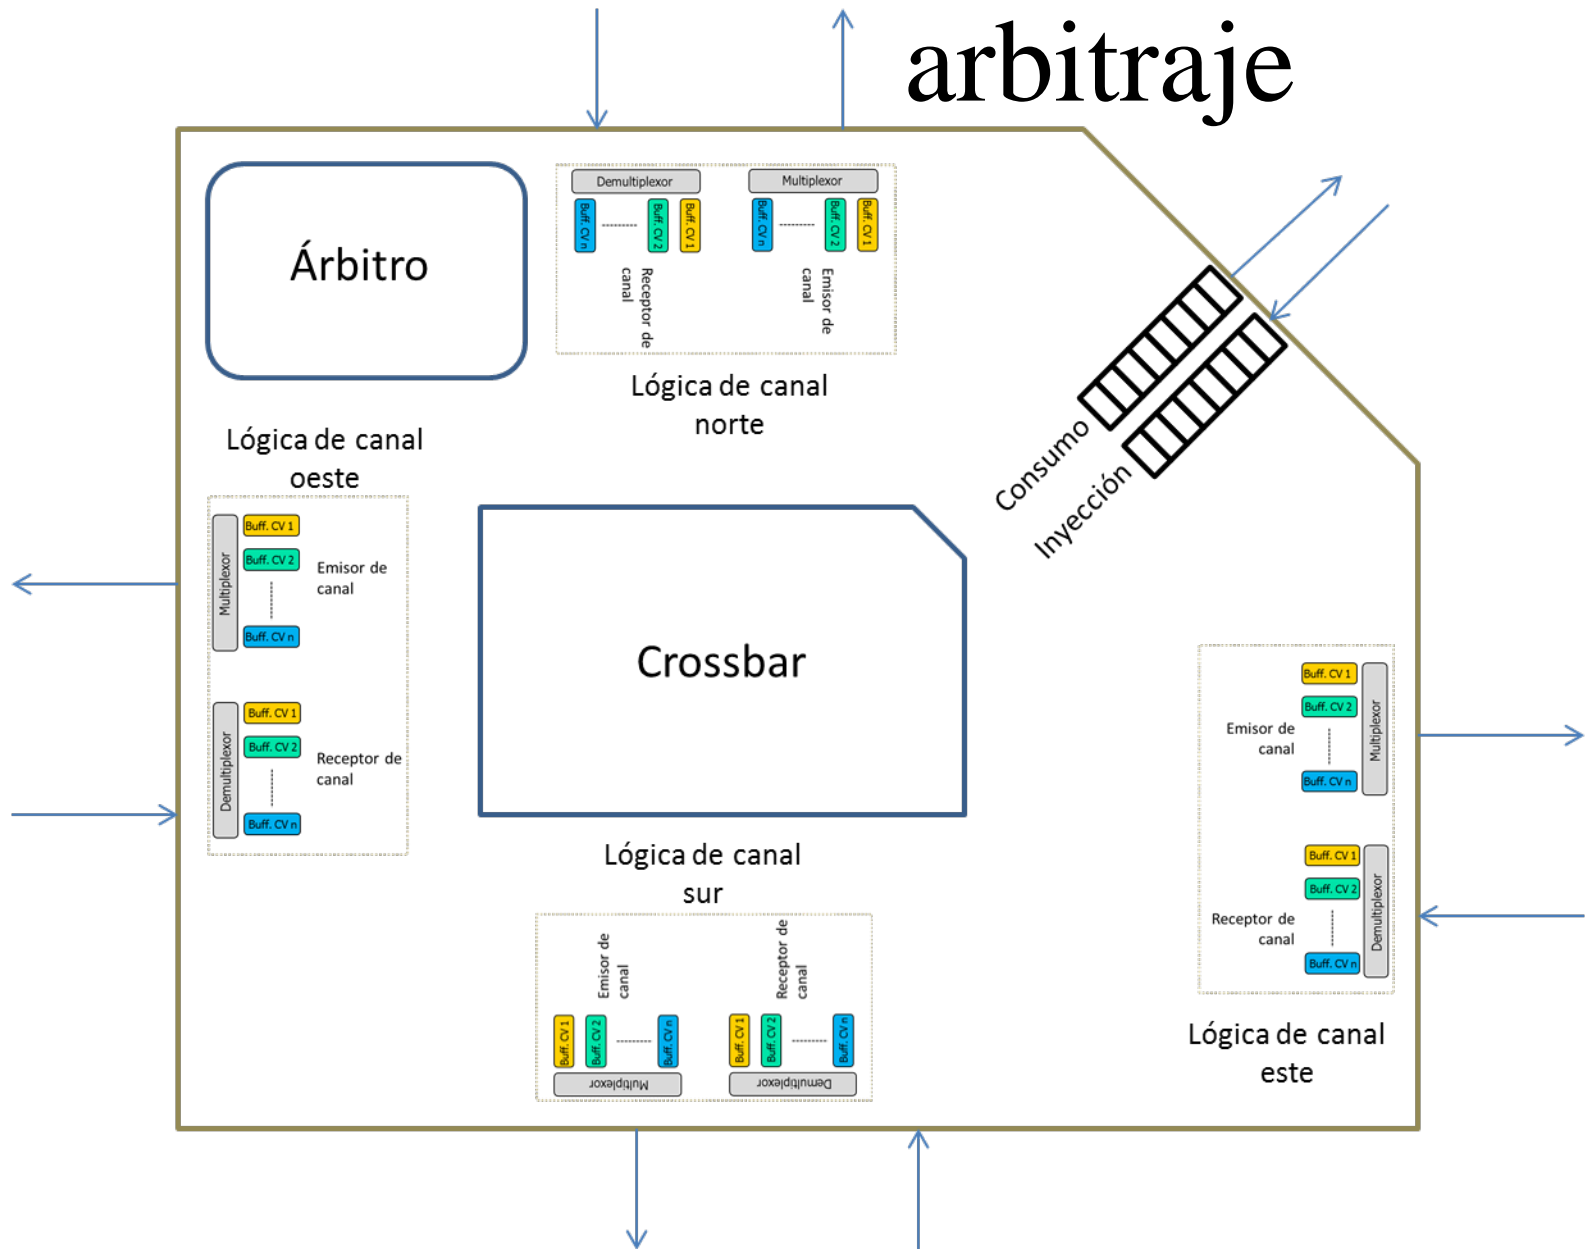 arbitraje
Árbitro
Demultiplexor
Buff. CV n
Buff. CV 2
Buff. CV 1
Receptor de
canal
Multiplexor
Buff. CV n
Buff. CV 2
Buff. CV 1
Emisor de
canal
Lógica de canal
norte
Consumo
Inyección
Lógica de canal
oeste
Multiplexor
Buff. CV 1
Buff. CV 2
Buff. CV n
Emisor de
canal
Demultiplexor
Buff. CV 1
Buff. CV 2
Buff. CV n
Receptor de
canal
Crossbar
Buff. CV 1
Buff. CV 2
Buff. CV n
Multiplexor
Emisor de
canal
Buff. CV 1
Buff. CV 2
Buff. CV n
Demultiplexor
Receptor de
canal
Lógica de canal
este
Lógica de canal
sur
Emisor de
canal
Buff. CV 1
Buff. CV 2
Buff. CV n
Multiplexor
Receptor de
canal
Buff. CV 1
Buff. CV 2
Buff. CV n
Demultiplexor